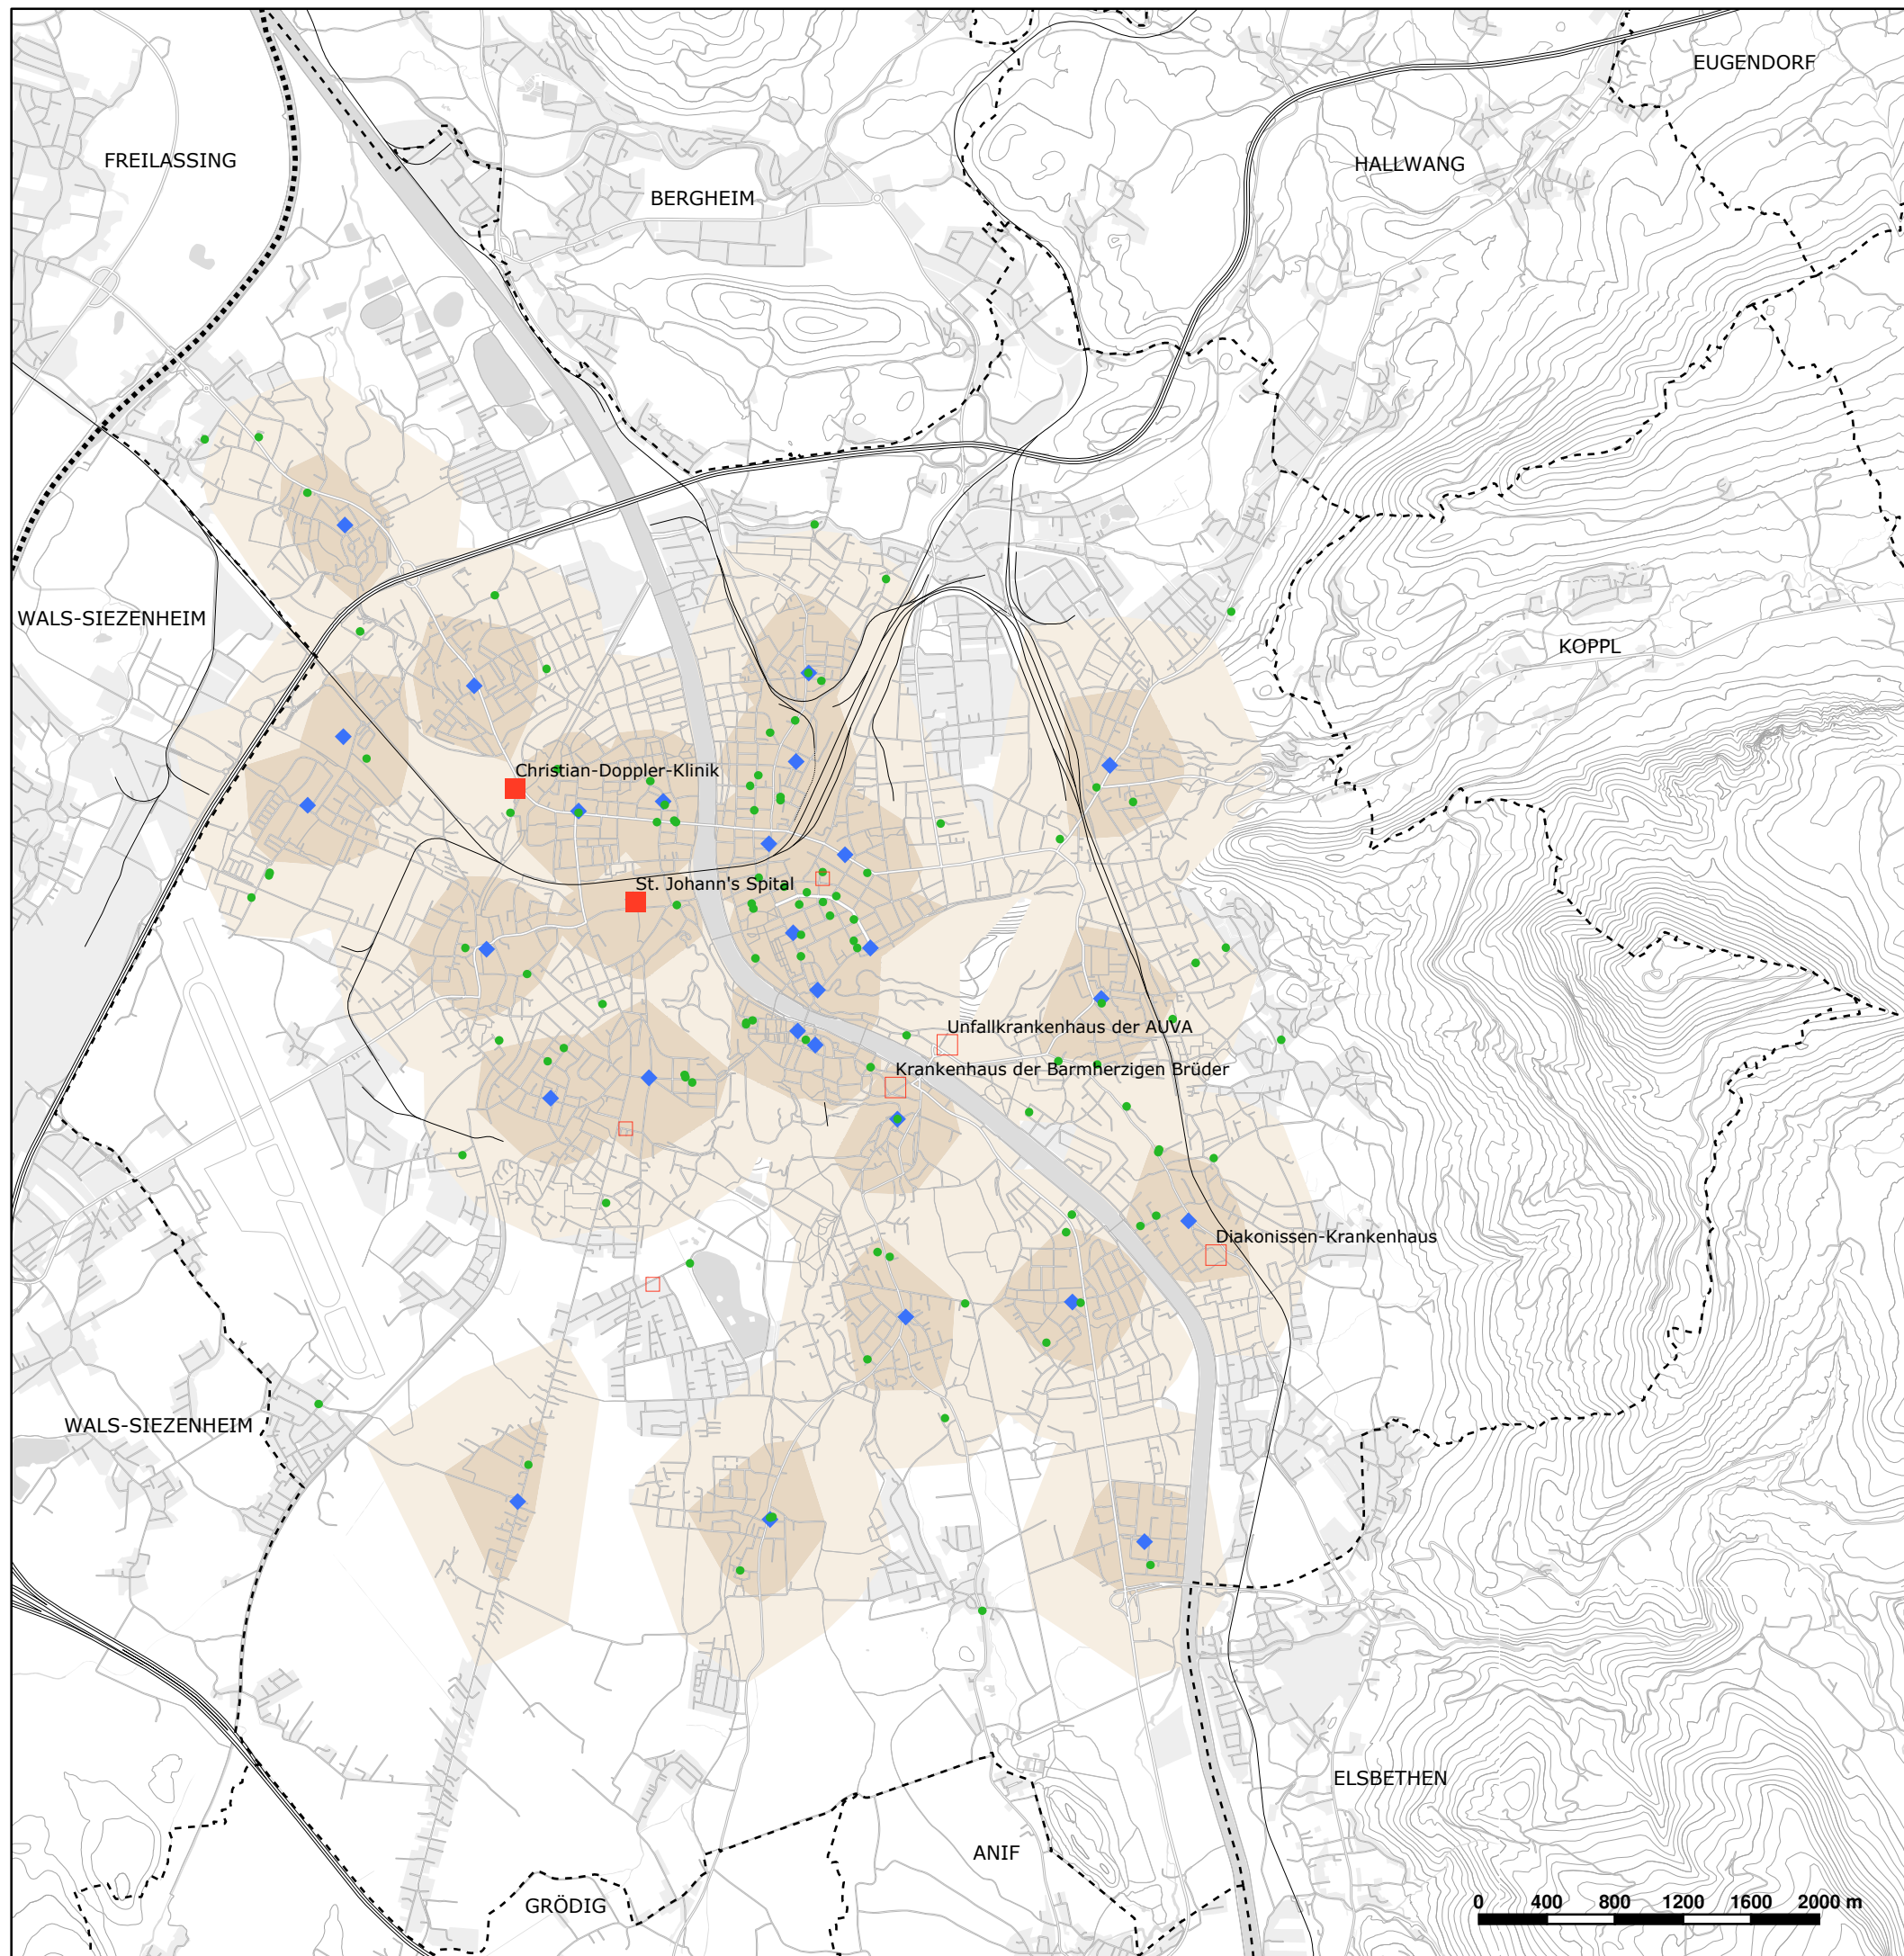 EUGENDORF
FREILASSING
HALLWANG
BERGHEIM
WALS-SIEZENHEIM
KOPPL
Christian-Doppler-Klinik
St. Johann's Spital
Unfallkrankenhaus der AUVA
Krankenhaus der Barmherzigen Brüder
Diakonissen-Krankenhaus
WALS-SIEZENHEIM
ELSBETHEN
ANIF
GRÖDIG
0 400 800 1200 1600 2000 m